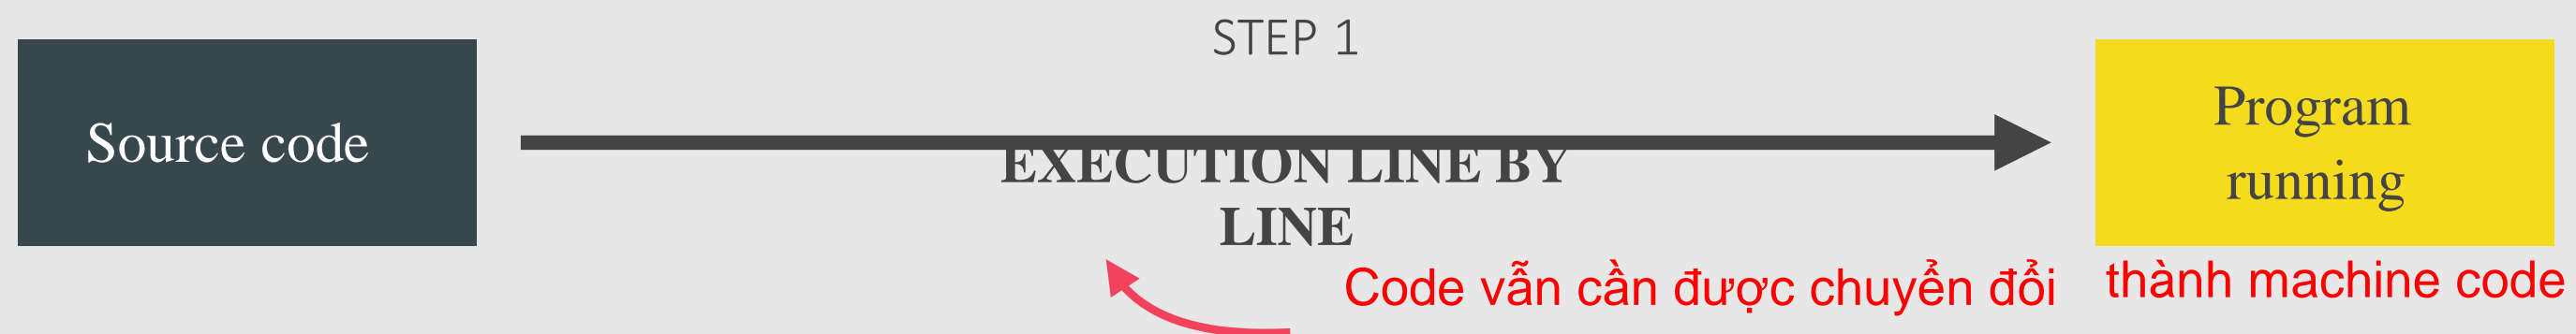 STEP 1
Source code
EXECUTION LINE BY
LINE
Program
running
Code vẫn cần được chuyển đổi thành machine code